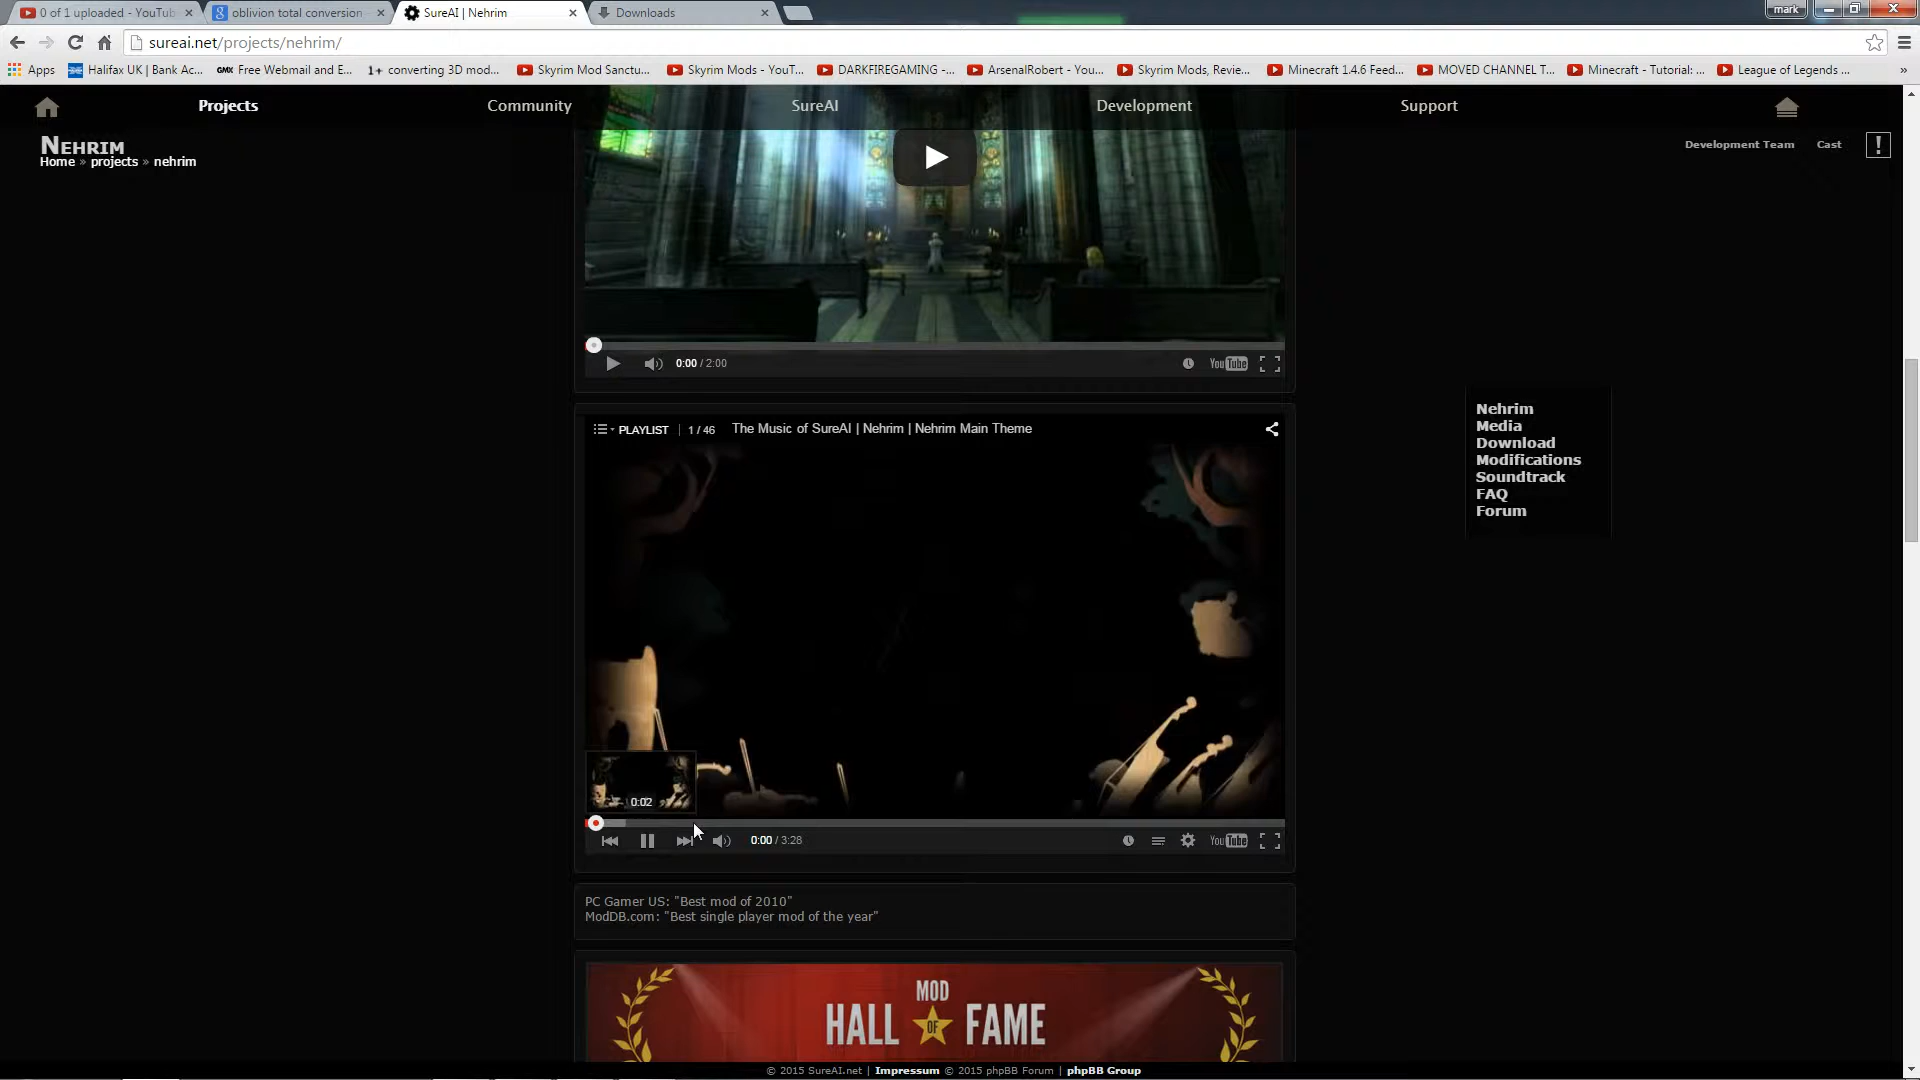 0 of 1 uploaded - YouTub
oblivion total conversion
SureAI | Nehrim
Downloads
mark
sureai.net/projects/nehrim/
Apps
Halifax UK | Bank Ac...
GMX Free Webmail and E...
1+ converting 3D mod...
Skyrim Mod Sanctu...
Skyrim Mods - YouT...
DARKFIREGAMING -...
ArsenalRobert - You...
Skyrim Mods, Revie...
Minecraft 1.4.6 Feed...
MOVED CHANNEL T...
Minecraft - Tutorial: ...
League of Legends ...
»
Projects
Community
SureAI
Development
Support
Nehrim
Home » projects » nehrim
Development Team
Cast
!
0:00 / 2:00
YouTube
PLAYLIST | 1 / 46
The Music of SureAI | Nehrim | Nehrim Main Theme
Nehrim
Media
Download
Modifications
Soundtrack
FAQ
Forum
0:02
0:00 / 3:28
YouTube
PC Gamer US: "Best mod of 2010"
ModDB.com: "Best single player mod of the year"
MOD
HALL OF FAME
© 2015 SureAI.net | Impressum © 2015 phpBB Forum | phpBB Group